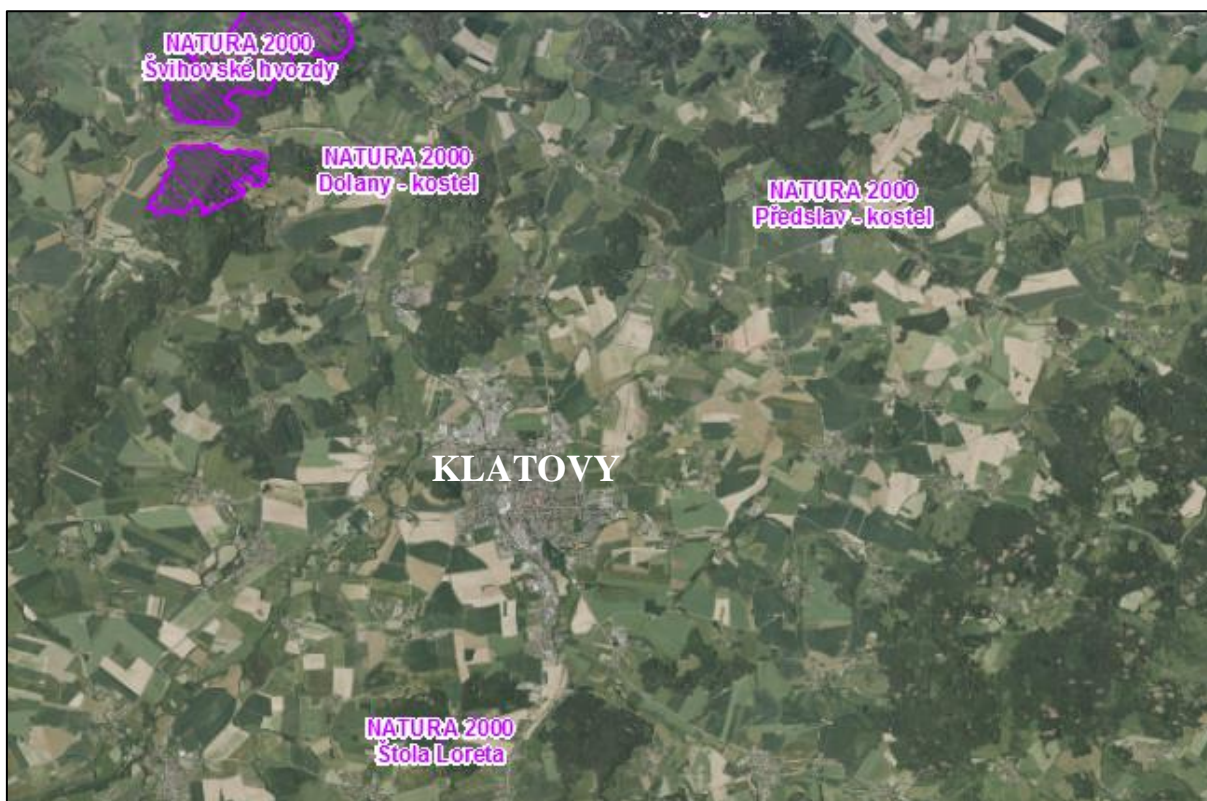 NATURA 2000
Švihovské hvozdy
NATURA 2000
Dolany - kostel
NATURA 2000
Předslav - kostel
KLATOVY
NATURA 2000
Štola Loreta